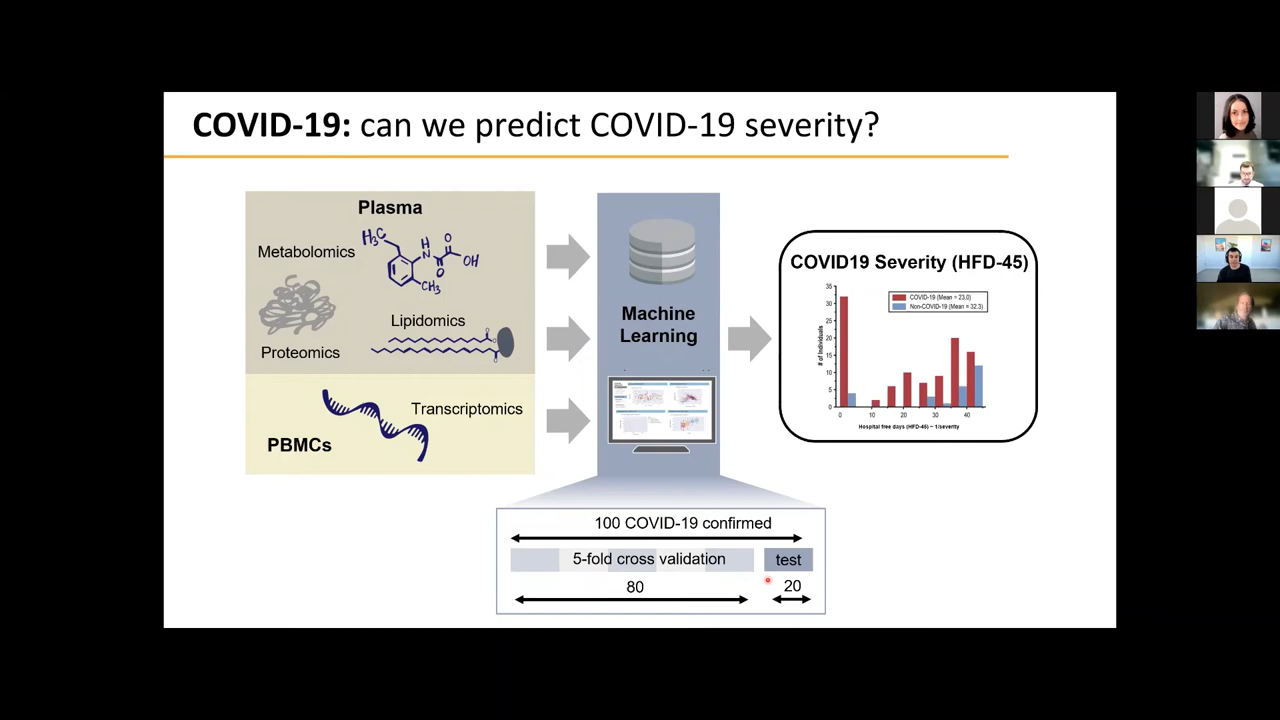 COVID-19: can we predict COVID-19 severity?
Plasma
Metabolomics
H₃C
H
N
O
OH
O
CH₃
Lipidomics
Proteomics
Transcriptomics
PBMCs
Machine
Learning
COVID19 Severity (HFD-45)
COVID-19 (Mean = 23.0)
Non-COVID-19 (Mean = 32.3)
# of Individuals
35
30
25
20
15
10
5
0
0 10 20 30 40
Hospital free days (HFD-45) ~ 1/severity
100 COVID-19 confirmed
5-fold cross validation
test
80
20